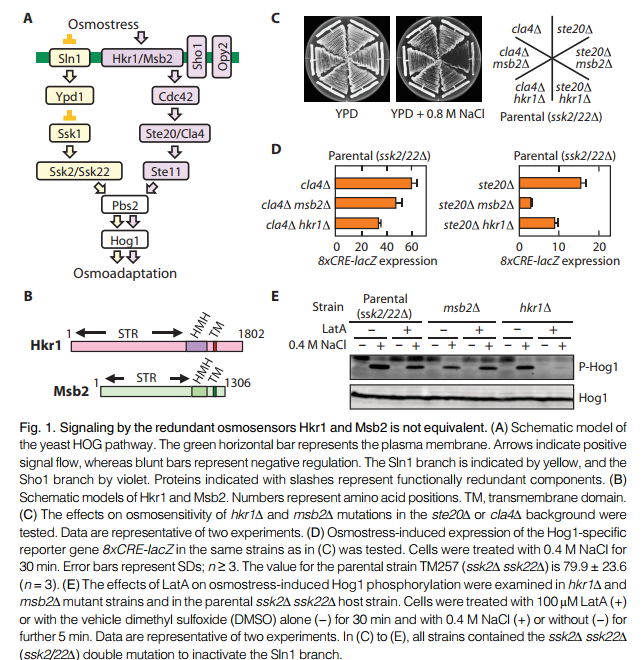 A
Osmostress
Sln1
Hkr1/Msb2
Sho1
Opy2
Ypd1
Cdc42
Ssk1
Ste20/Cla4
Ssk2/Ssk22
Ste11
Pbs2
Hog1
Osmoadaptation
B
1
STR
HMH
TM
1802
Hkr1
1
STR
HMH
TM
1306
Msb2
C
YPD
YPD + 0.8 M NaCl
cla4Δ
ste20Δ
cla4Δ
msb2Δ
ste20Δ
msb2Δ
cla4Δ
hkr1Δ
ste20Δ
hkr1Δ
Parental (ssk2/22Δ)
D
Parental (ssk2/22Δ)
cla4Δ
cla4Δ msb2Δ
cla4Δ hkr1Δ
0 20 40 60
8xCRE-lacZ expression
Parental (ssk2/22Δ)
ste20Δ
ste20Δ msb2Δ
ste20Δ hkr1Δ
0 10 20
8xCRE-lacZ expression
E
Strain
Parental
(ssk2/22Δ)
msb2Δ
hkr1Δ
LatA − + − + − +
0.4 M NaCl − + − + − + − + − + − +
P-Hog1
Hog1
Fig. 1. Signaling by the redundant osmosensors Hkr1 and Msb2 is not equivalent. (A) Schematic model of
the yeast HOG pathway. The green horizontal bar represents the plasma membrane. Arrows indicate positive
signal flow, whereas blunt bars represent negative regulation. The Sln1 branch is indicated by yellow, and the
Sho1 branch by violet. Proteins indicated with slashes represent functionally redundant components. (B)
Schematic models of Hkr1 and Msb2. Numbers represent amino acid positions. TM, transmembrane domain.
(C) The effects on osmosensitivity of hkr1Δ and msb2Δ mutations in the ste20Δ or cla4Δ background were
tested. Data are representative of two experiments. (D) Osmostress-induced expression of the Hog1-specific
reporter gene 8xCRE-lacZ in the same strains as in (C) was tested. Cells were treated with 0.4 M NaCl for
30 min. Error bars represent SDs; n ≥ 3. The value for the parental strain TM257 (ssk2Δ ssk22Δ) is 79.9 ± 23.6
(n = 3). (E) The effects of LatA on osmostress-induced Hog1 phosphorylation were examined in hkr1Δ and
msb2Δ mutant strains and in the parental ssk2Δ ssk22Δ host strain. Cells were treated with 100 μM LatA (+)
or with the vehicle dimethyl sulfoxide (DMSO) alone (−) for 30 min and with 0.4 M NaCl (+) or without (−) for
further 5 min. Data are representative of two experiments. In (C) to (E), all strains contained the ssk2Δ ssk22Δ
(ssk2/22Δ) double mutation to inactivate the Sln1 branch.